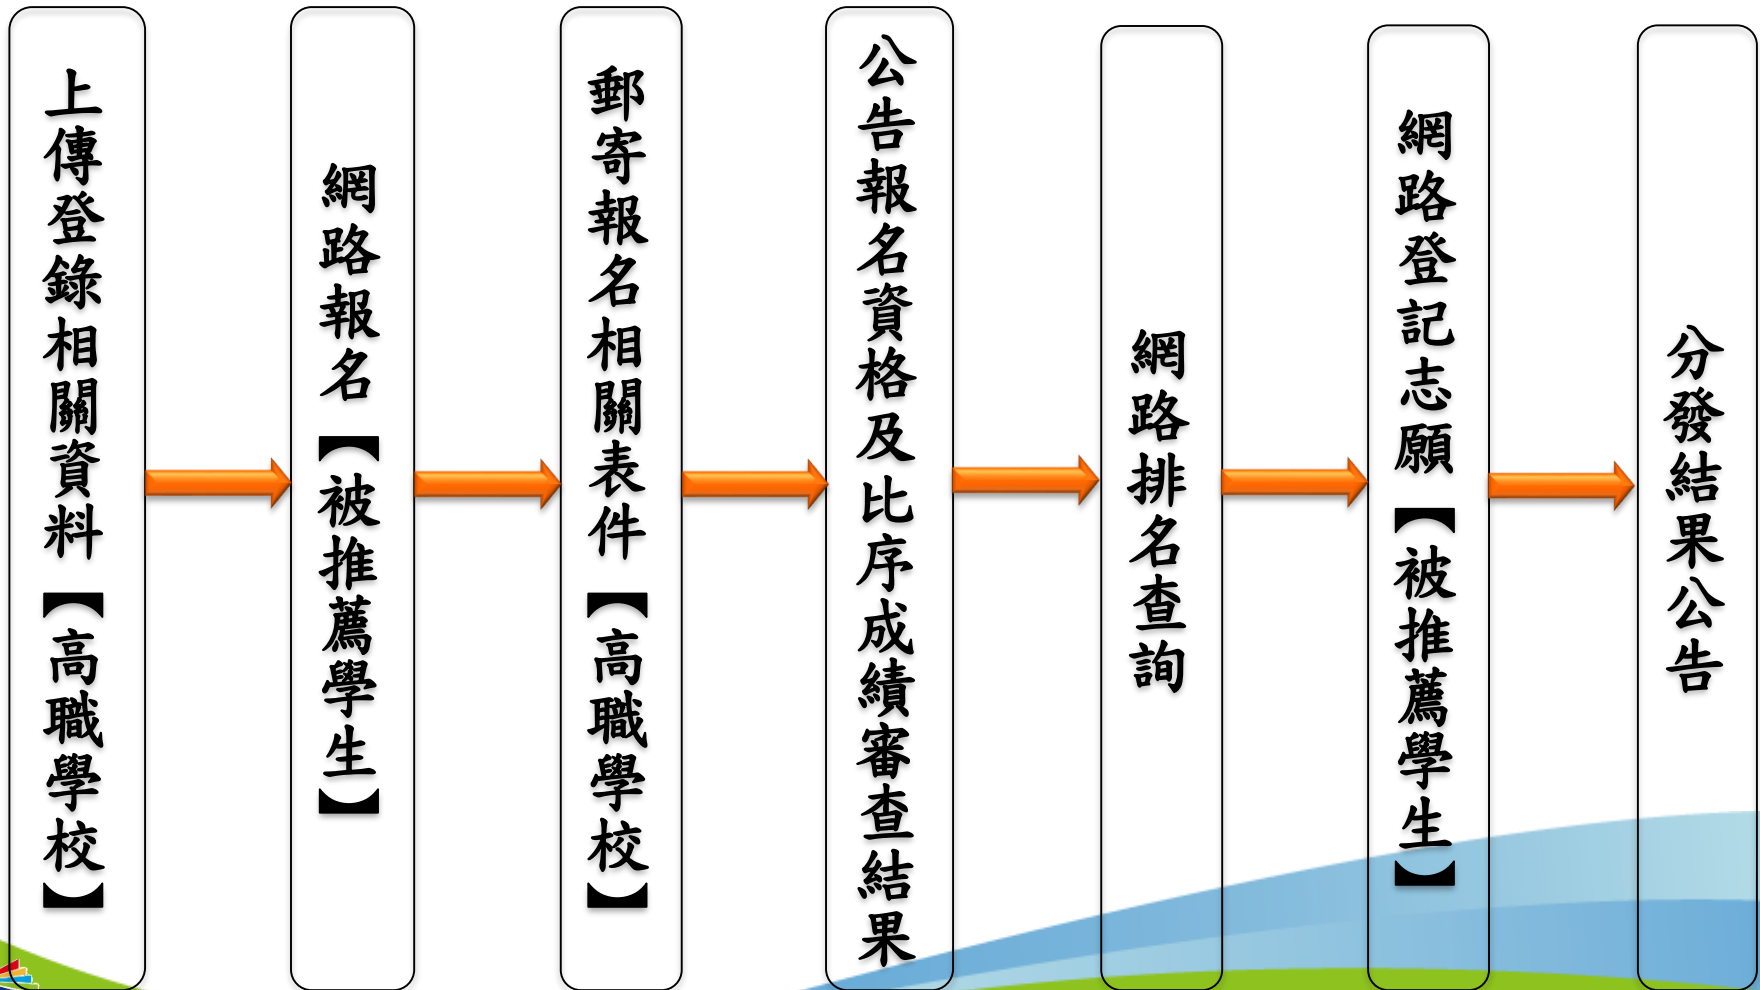 上傳登錄相關資料【高職學校】
網路報名【被推薦學生】
郵寄報名相關表件【高職學校】
公告報名資格及比序成績審查結果
網路排名查詢
網路登記志願【被推薦學生】
分發結果公告